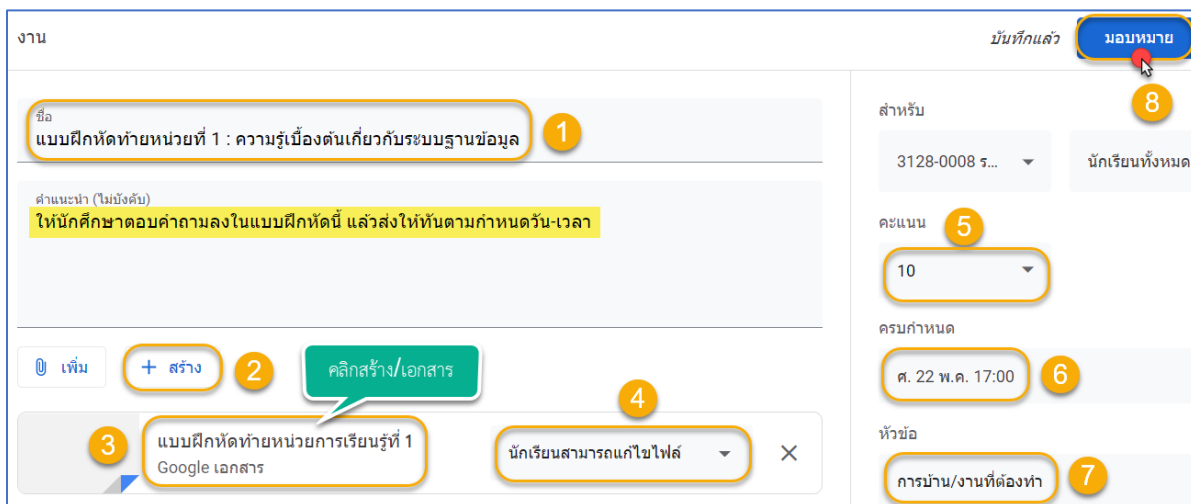 งาน
บันทึกแล้ว
มอบหมาย
8
ชื่อ
แบบฝึกหัดท้ายหน่วยที่ 1 : ความรู้เบื้องต้นเกี่ยวกับระบบฐานข้อมูล
1
คำแนะนำ (ไม่บังคับ)
ให้นักศึกษาตอบคำถามลงในแบบฝึกหัดนี้ แล้วส่งให้ทันตามกำหนดวัน-เวลา
เพิ่ม
+ สร้าง
2
คลิกสร้าง/เอกสาร
3
แบบฝึกหัดท้ายหน่วยการเรียนรู้ที่ 1
Google เอกสาร
4
นักเรียนสามารถแก้ไขไฟล์
สำหรับ
3128-0008 ร...
นักเรียนทั้งหมด
คะแนน
5
10
ครบกำหนด
ศ. 22 พ.ค. 17:00
6
หัวข้อ
การบ้าน/งานที่ต้องทำ
7